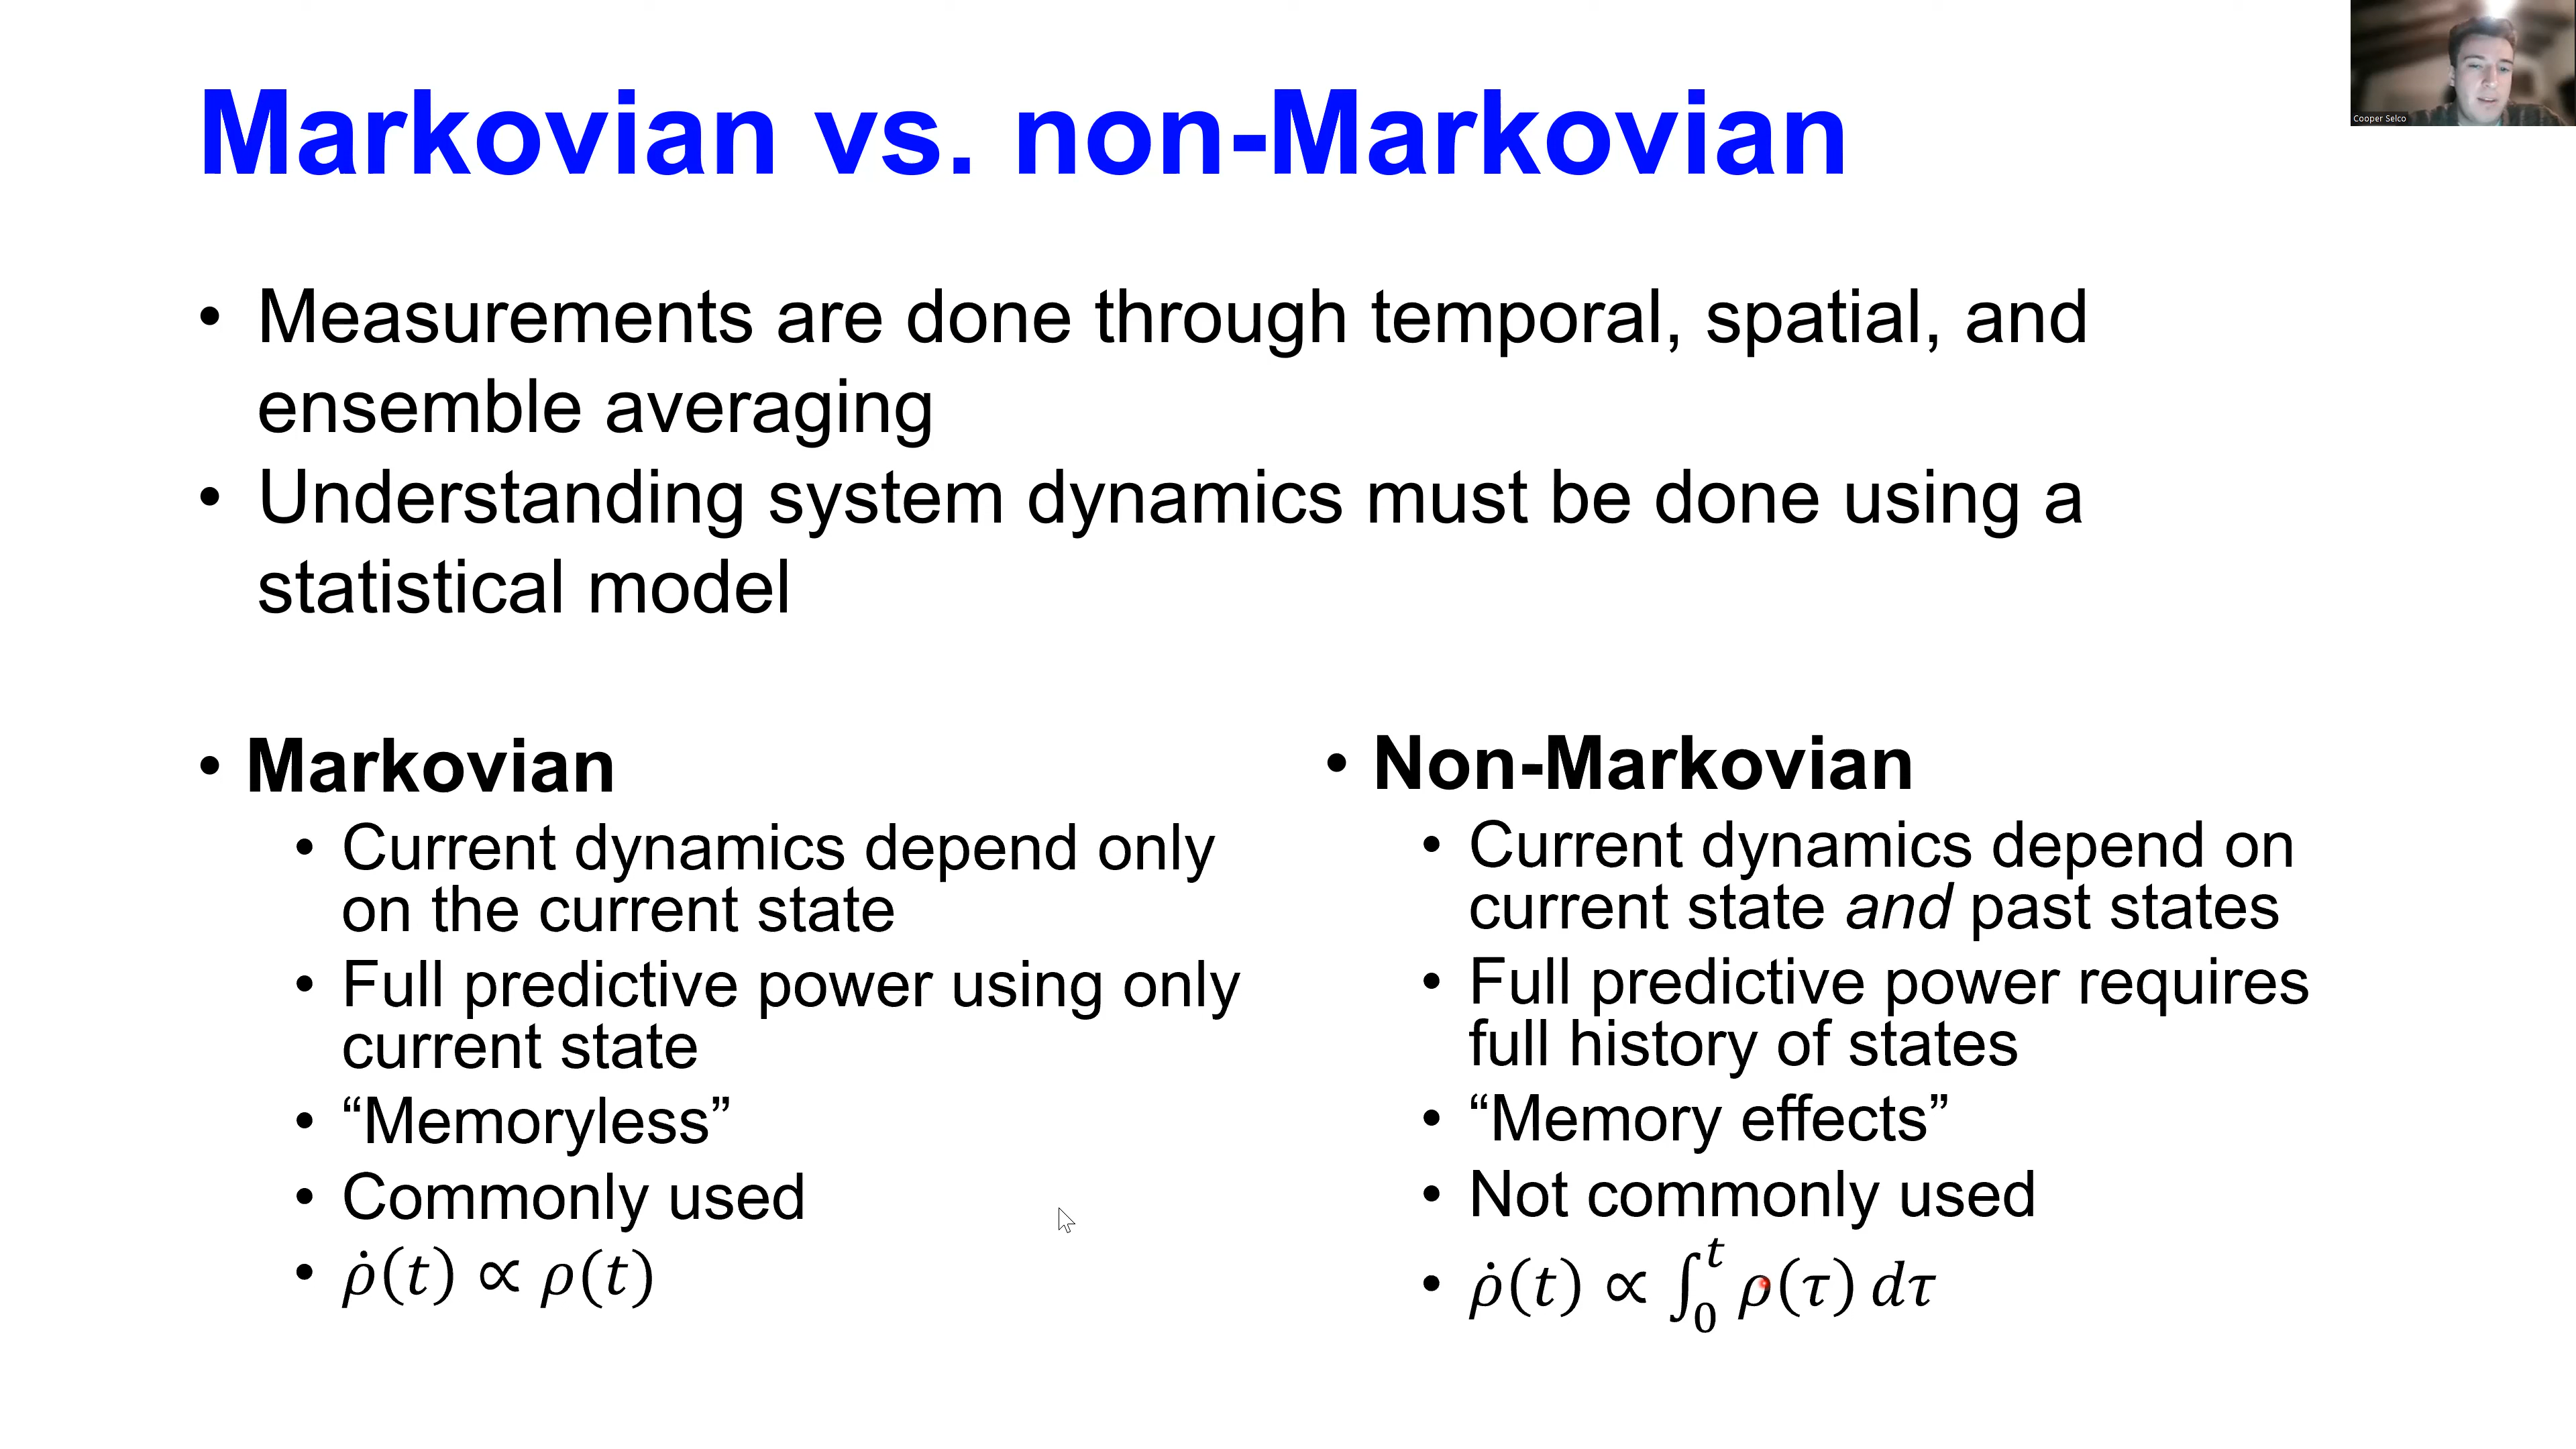 Markovian vs. non-Markovian
Cooper Selco
• Measurements are done through temporal, spatial, and
ensemble averaging
• Understanding system dynamics must be done using a
statistical model
• Markovian
• Current dynamics depend only
on the current state
• Full predictive power using only
current state
• “Memoryless”
• Commonly used
• ρ̇(t) ∝ ρ(t)
• Non-Markovian
• Current dynamics depend on
current state and past states
• Full predictive power requires
full history of states
• “Memory effects”
• Not commonly used
• ρ̇(t) ∝ ∫₀ᵗ ρ(τ) dτ